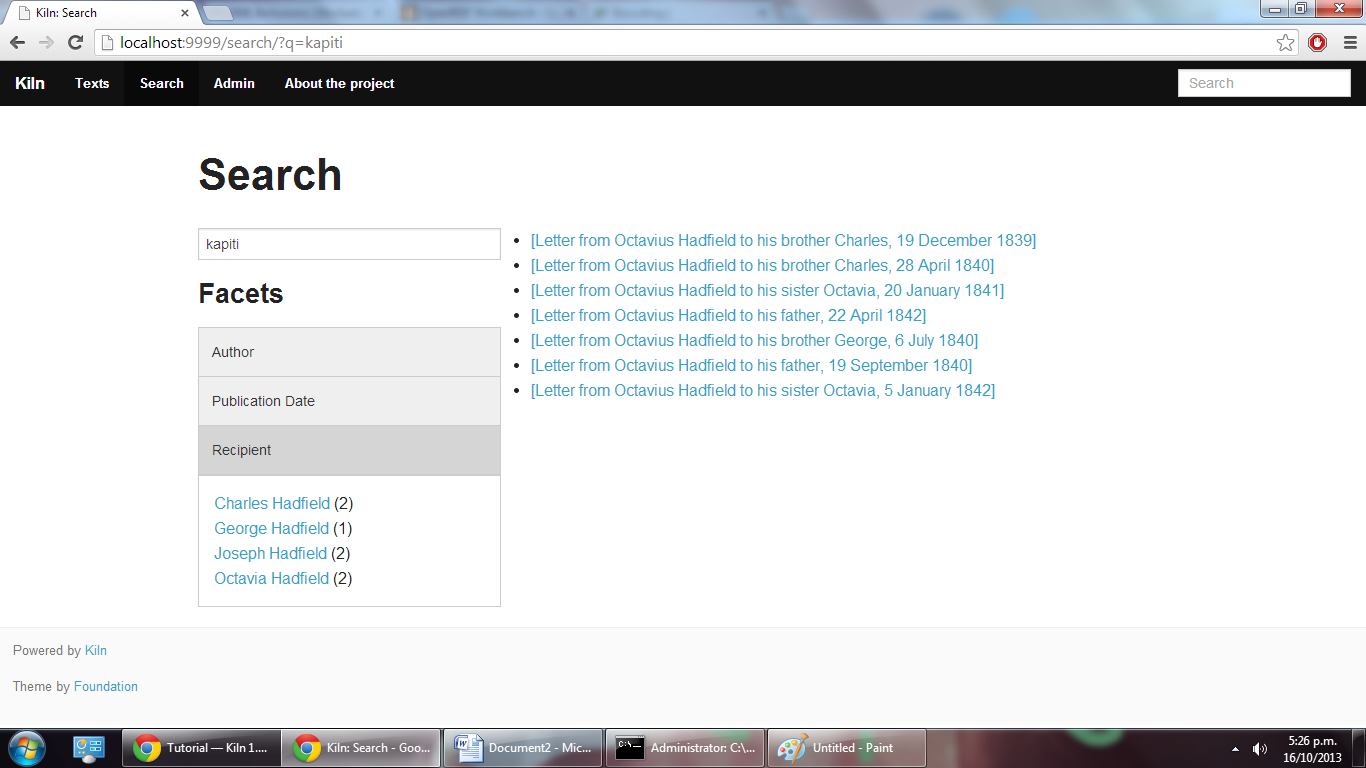 Kiln: Search
localhost:9999/search/?q=kapiti
Kiln Texts Search Admin About the project Search
Search
kapiti
Facets
Author
Publication Date
Recipient
Charles Hadfield (2)
George Hadfield (1)
Joseph Hadfield (2)
Octavia Hadfield (2)
[Letter from Octavius Hadfield to his brother Charles, 19 December 1839]
[Letter from Octavius Hadfield to his brother Charles, 28 April 1840]
[Letter from Octavius Hadfield to his sister Octavia, 20 January 1841]
[Letter from Octavius Hadfield to his father, 22 April 1842]
[Letter from Octavius Hadfield to his brother George, 6 July 1840]
[Letter from Octavius Hadfield to his father, 19 September 1840]
[Letter from Octavius Hadfield to his sister Octavia, 5 January 1842]
Powered by Kiln
Theme by Foundation
Tutorial — Kiln 1.... Kiln: Search - Goo... Document2 - Mic... Administrator: C:\... Untitled - Paint
5:26 p.m.
16/10/2013